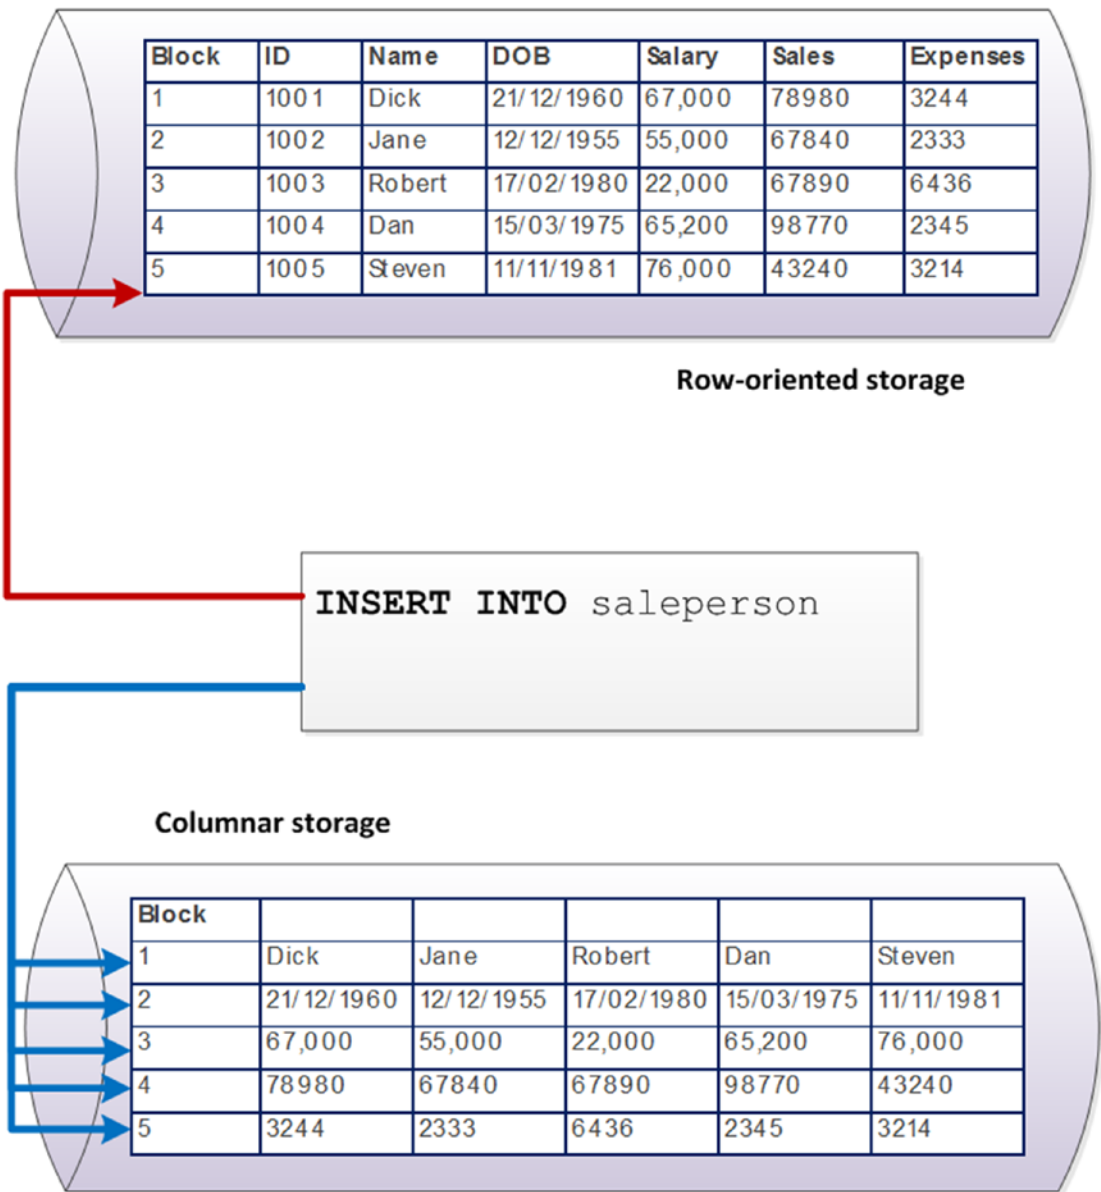 Block ID Name DOB Salary Sales Expenses
1 1001 Dick 21/12/1960 67,000 78980 3244
2 1002 Jane 12/12/1955 55,000 67840 2333
3 1003 Robert 17/02/1980 22,000 67890 6436
4 1004 Dan 15/03/1975 65,200 98770 2345
5 1005 Steven 11/11/1981 76,000 43240 3214
Row-oriented storage
INSERT INTO saleperson
Columnar storage
Block
1 Dick Jane Robert Dan Steven
2 21/12/1960 12/12/1955 17/02/1980 15/03/1975 11/11/1981
3 67,000 55,000 22,000 65,200 76,000
4 78980 67840 67890 98770 43240
5 3244 2333 6436 2345 3214